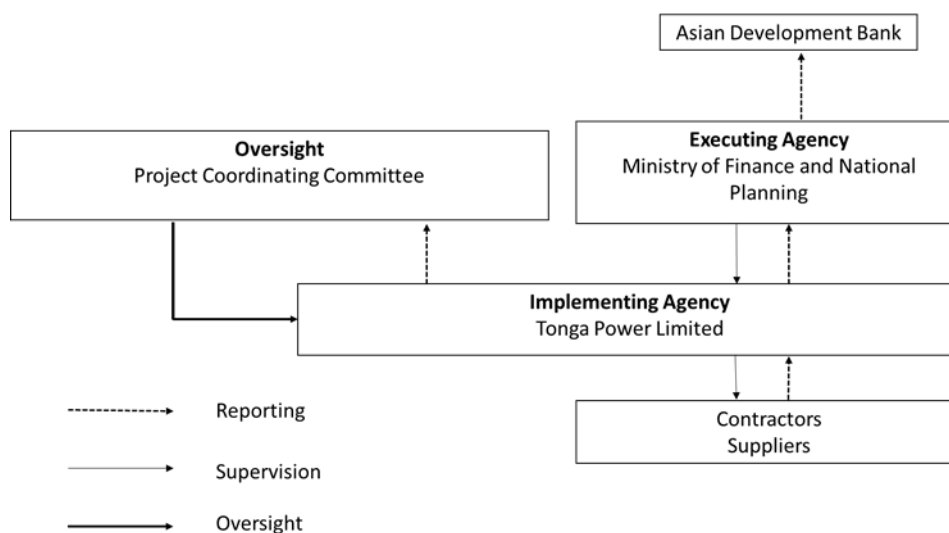 Asian Development Bank
Oversight
Project Coordinating Committee
Executing Agency
Ministry of Finance and National
Planning
Implementing Agency
Tonga Power Limited
Contractors
Suppliers
Reporting
Supervision
Oversight